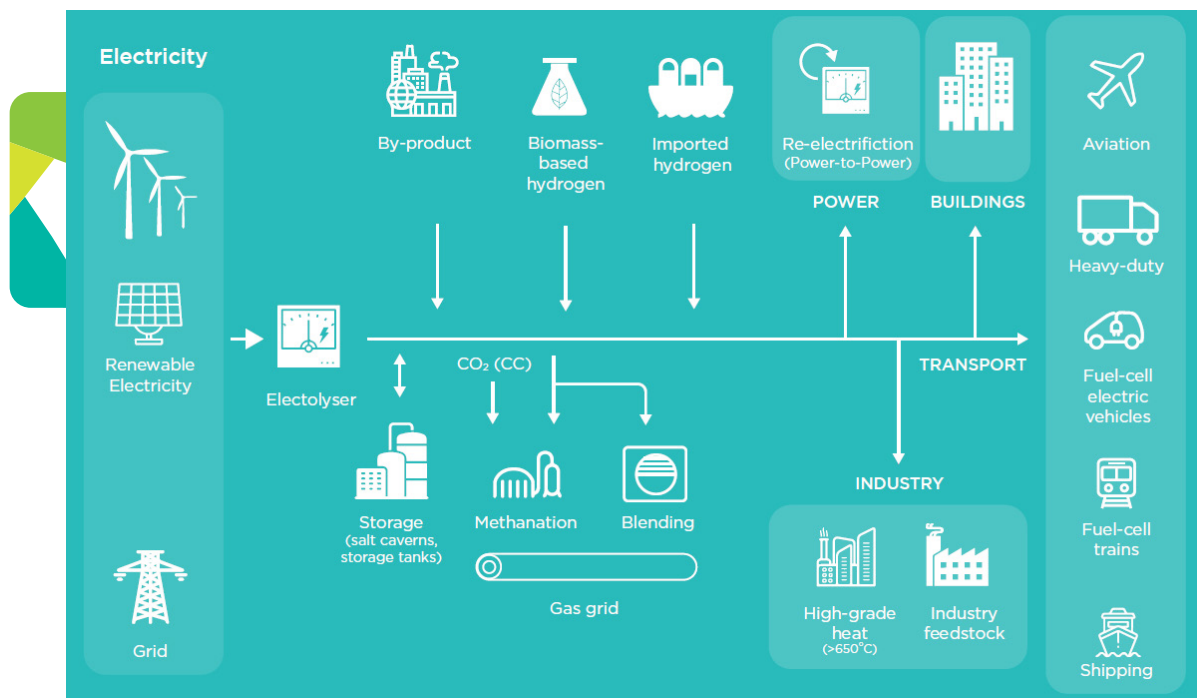 Electricity
Renewable
Electricity
Grid
Electolyser
By-product
Biomass-
based
hydrogen
Imported
hydrogen
CO₂ (CC)
Storage
(salt caverns,
storage tanks)
Methanation
Blending
Gas grid
Re-electrifiction
(Power-to-Power)
POWER
BUILDINGS
TRANSPORT
INDUSTRY
High-grade
heat
(>650°C)
Industry
feedstock
Aviation
Heavy-duty
Fuel-cell
electric
vehicles
Fuel-cell
trains
Shipping